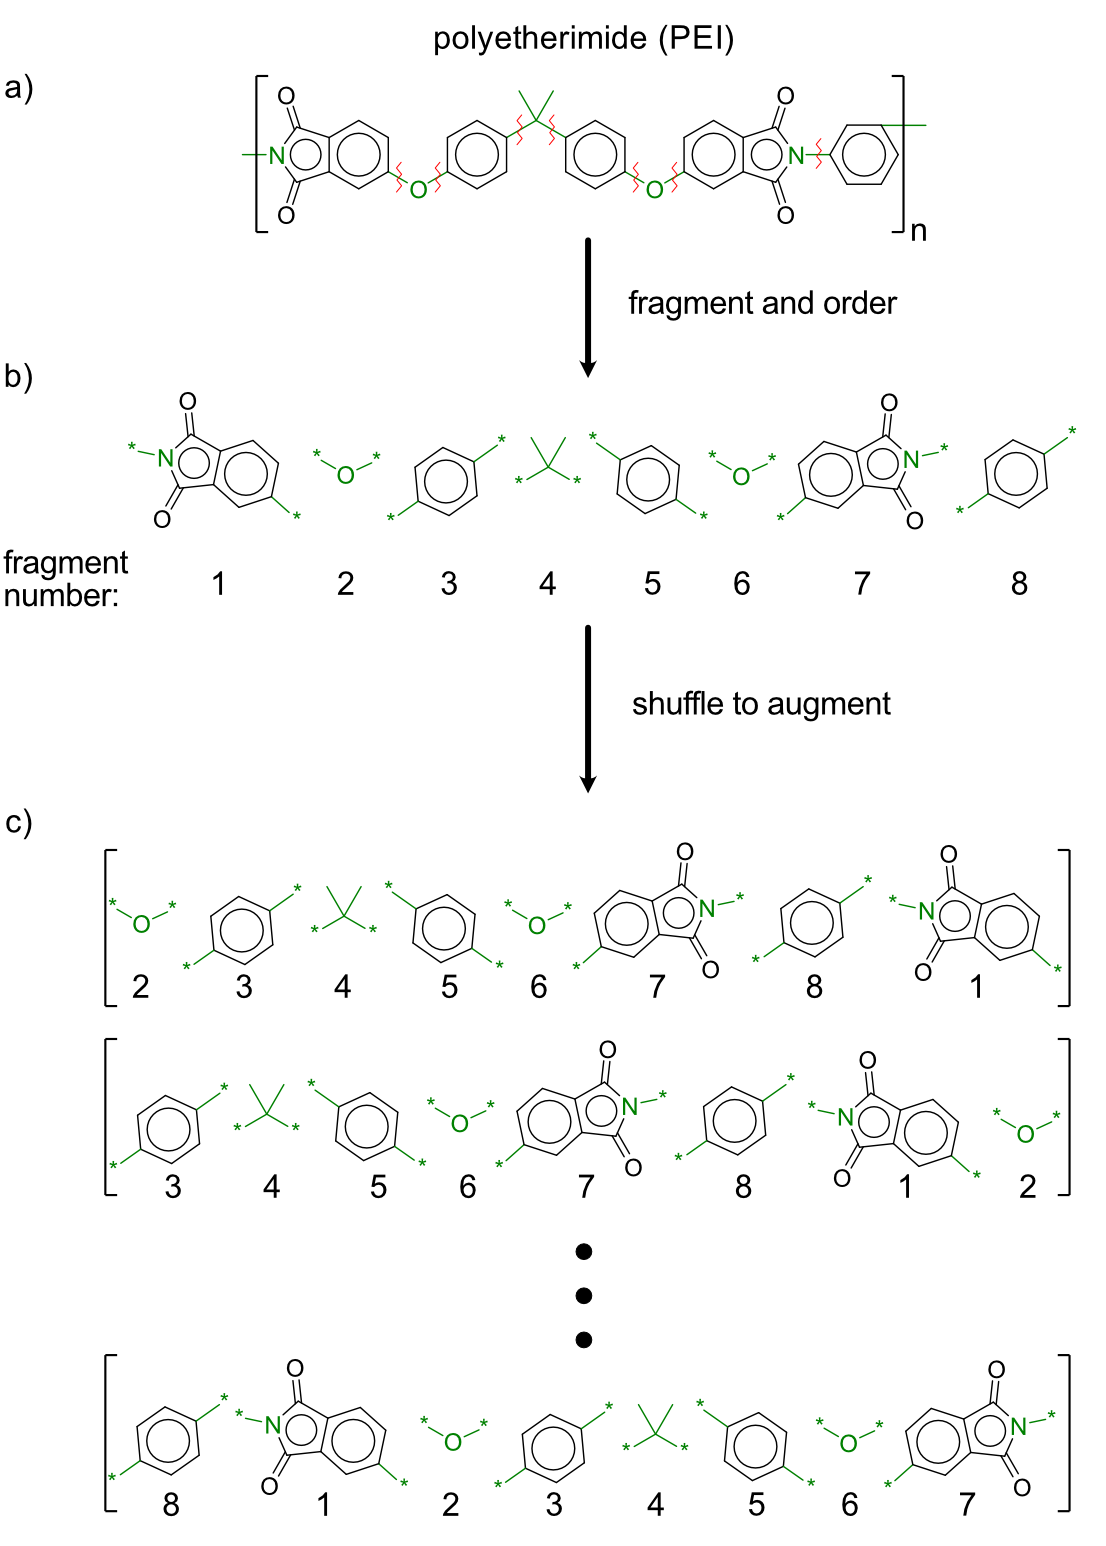 polyetherimide (PEI)
a)
O O
N N
O O
O O
n
fragment and order
b)
O O
* N * * O * * * * * * * * O * N * *
O * * * * O *
fragment
number: 1 2 3 4 5 6 7 8
shuffle to augment
c)
O O
* O * * * * * * O * N * * * N
* * * O * O *
2 3 4 5 6 7 8 1
O O
* * * * O * N * * * N * O *
* * * * * O * O *
3 4 5 6 7 8 1 2
O O
* * N * O * * * * O * N *
* O * * * * * * O
8 1 2 3 4 5 6 7